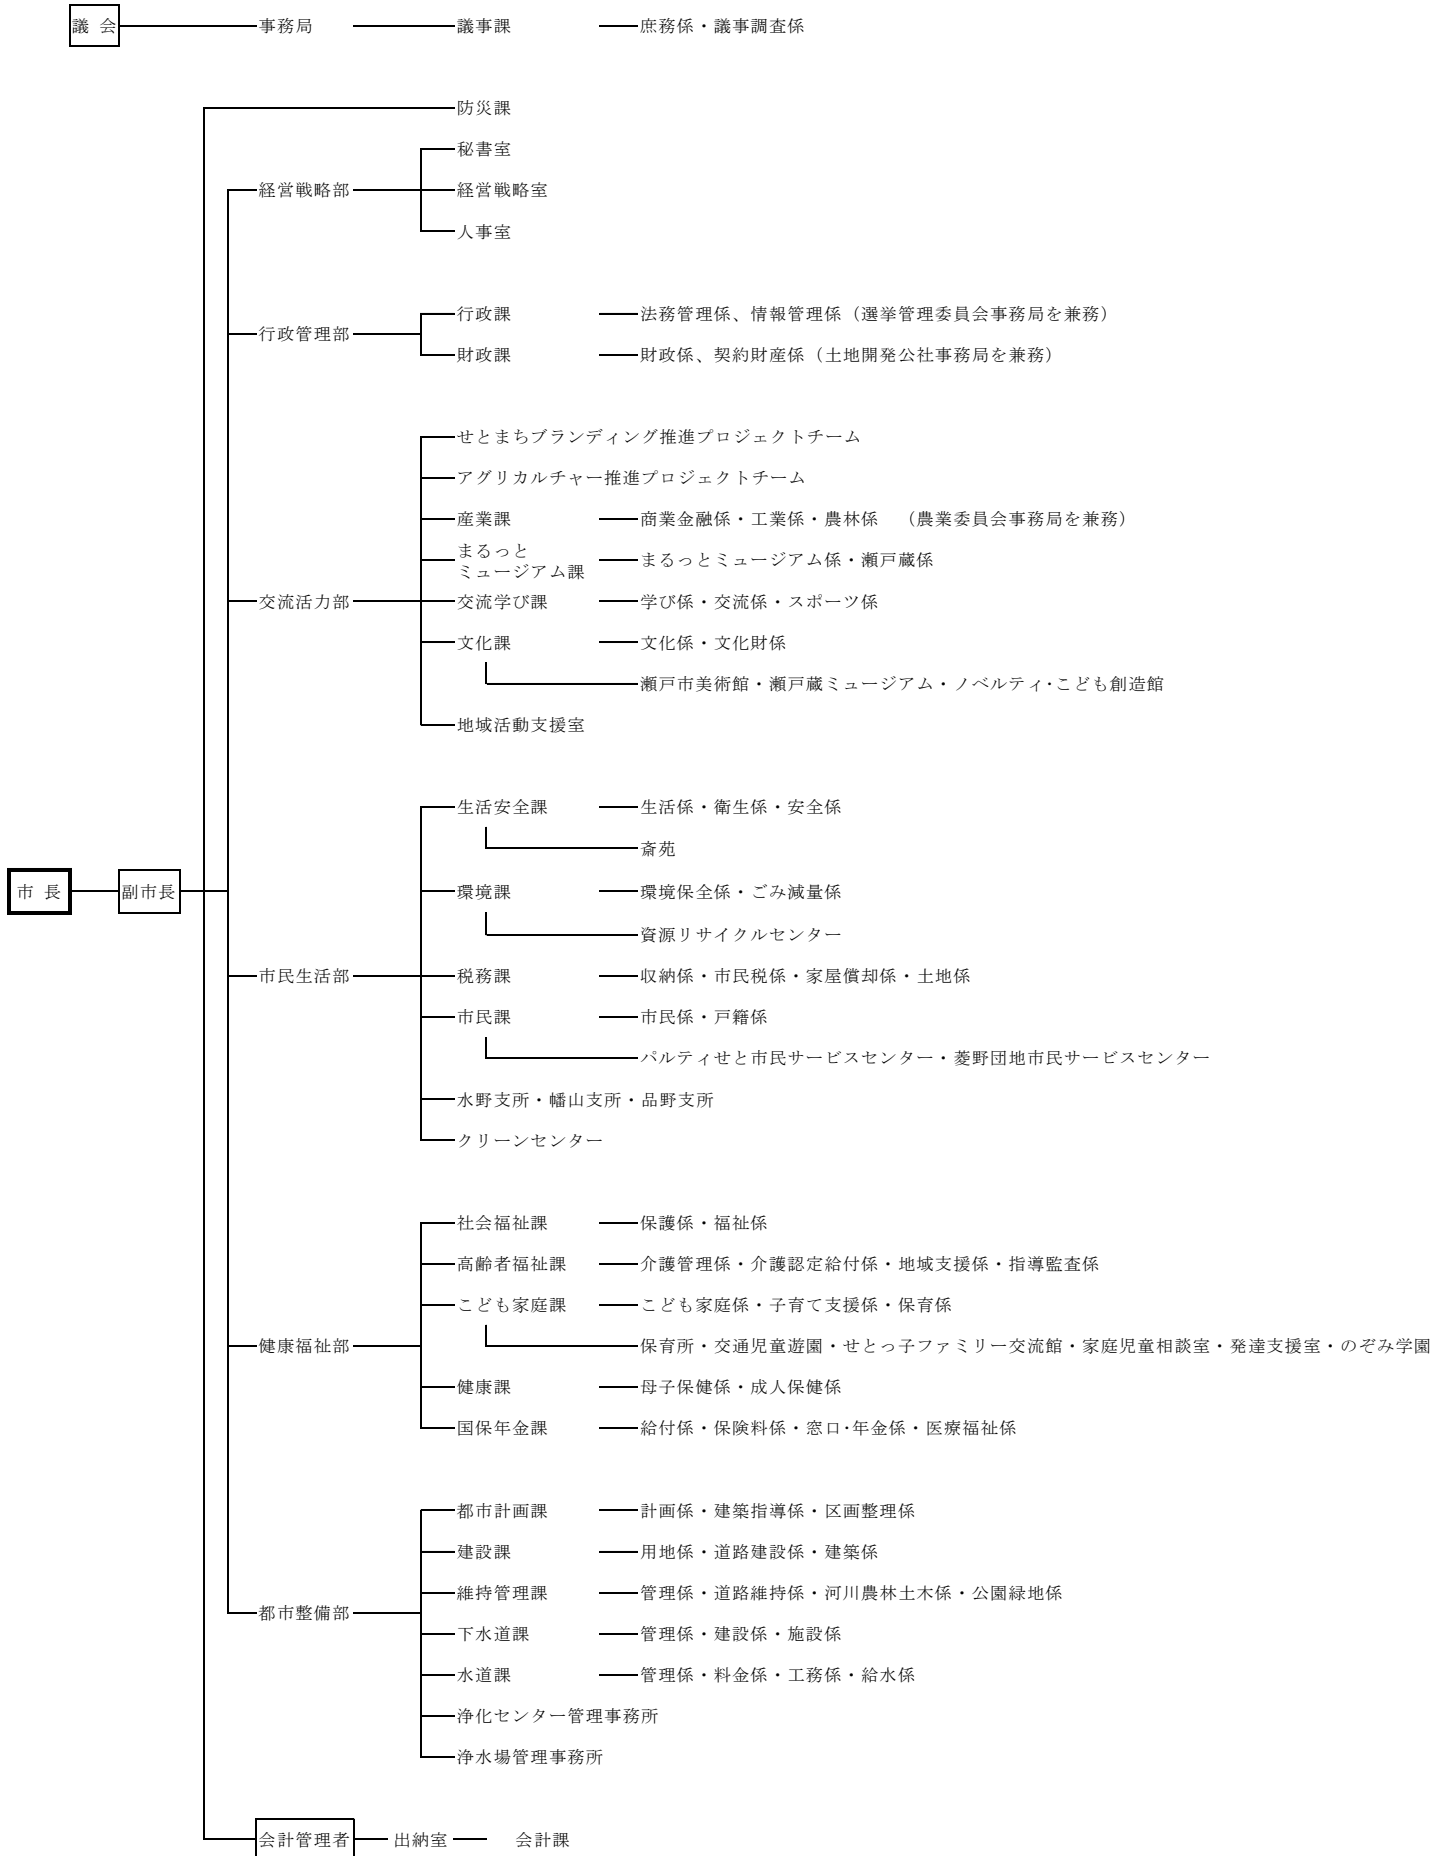 議 会 事務局 議事課 庶務係・議事調査係
防災課
秘書室
経営戦略部 経営戦略室
人事室
行政課 法務管理係、情報管理係（選挙管理委員会事務局を兼務）
行政管理部
財政課 財政係、契約財産係（土地開発公社事務局を兼務）
せとまちブランディング推進プロジェクトチーム
アグリカルチャー推進プロジェクトチーム
産業課 商業金融係・工業係・農林係 （農業委員会事務局を兼務）
まるっと
ミュージアム課 まるっとミュージアム係・瀬戸蔵係
交流活力部 交流学び課 学び係・交流係・スポーツ係
文化課 文化係・文化財係
瀬戸市美術館・瀬戸蔵ミュージアム・ノベルティ･こども創造館
地域活動支援室
生活安全課 生活係・衛生係・安全係
斎苑
市 長 副市長 環境課 環境保全係・ごみ減量係
資源リサイクルセンター
市民生活部 税務課 収納係・市民税係・家屋償却係・土地係
市民課 市民係・戸籍係
パルティせと市民サービスセンター・菱野団地市民サービスセンター
水野支所・幡山支所・品野支所
クリーンセンター
社会福祉課 保護係・福祉係
高齢者福祉課 介護管理係・介護認定給付係・地域支援係・指導監査係
こども家庭課 こども家庭係・子育て支援係・保育係
健康福祉部 保育所・交通児童遊園・せとっ子ファミリー交流館・家庭児童相談室・発達支援室・のぞみ学園
健康課 母子保健係・成人保健係
国保年金課 給付係・保険料係・窓口･年金係・医療福祉係
都市計画課 計画係・建築指導係・区画整理係
建設課 用地係・道路建設係・建築係
維持管理課 管理係・道路維持係・河川農林土木係・公園緑地係
都市整備部
下水道課 管理係・建設係・施設係
水道課 管理係・料金係・工務係・給水係
浄化センター管理事務所
浄水場管理事務所
会計管理者 出納室 会計課